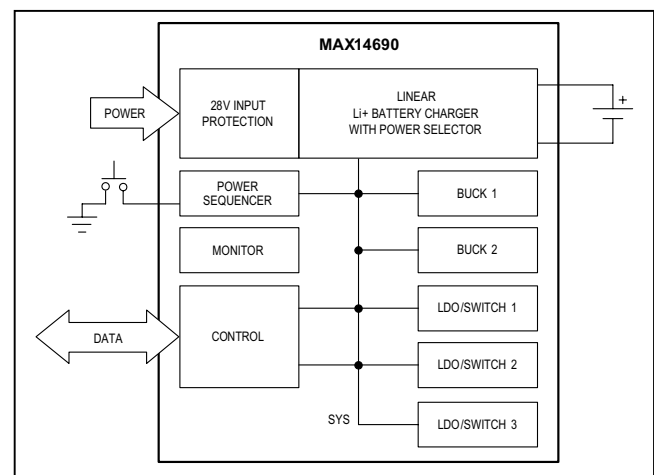 MAX14690
POWER
28V INPUT
PROTECTION
LINEAR
Li+ BATTERY CHARGER
WITH POWER SELECTOR
+
POWER
SEQUENCER
BUCK 1
MONITOR
BUCK 2
DATA
CONTROL
LDO/SWITCH 1
LDO/SWITCH 2
SYS
LDO/SWITCH 3